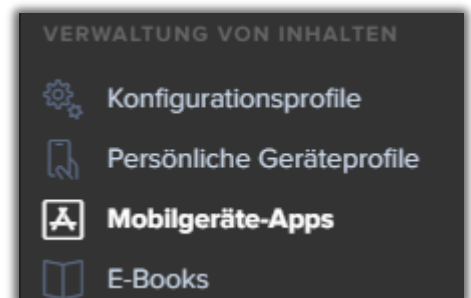 VERWALTUNG VON INHALTEN
Konfigurationsprofile
Persönliche Geräteprofile
Mobilgeräte-Apps
E-Books